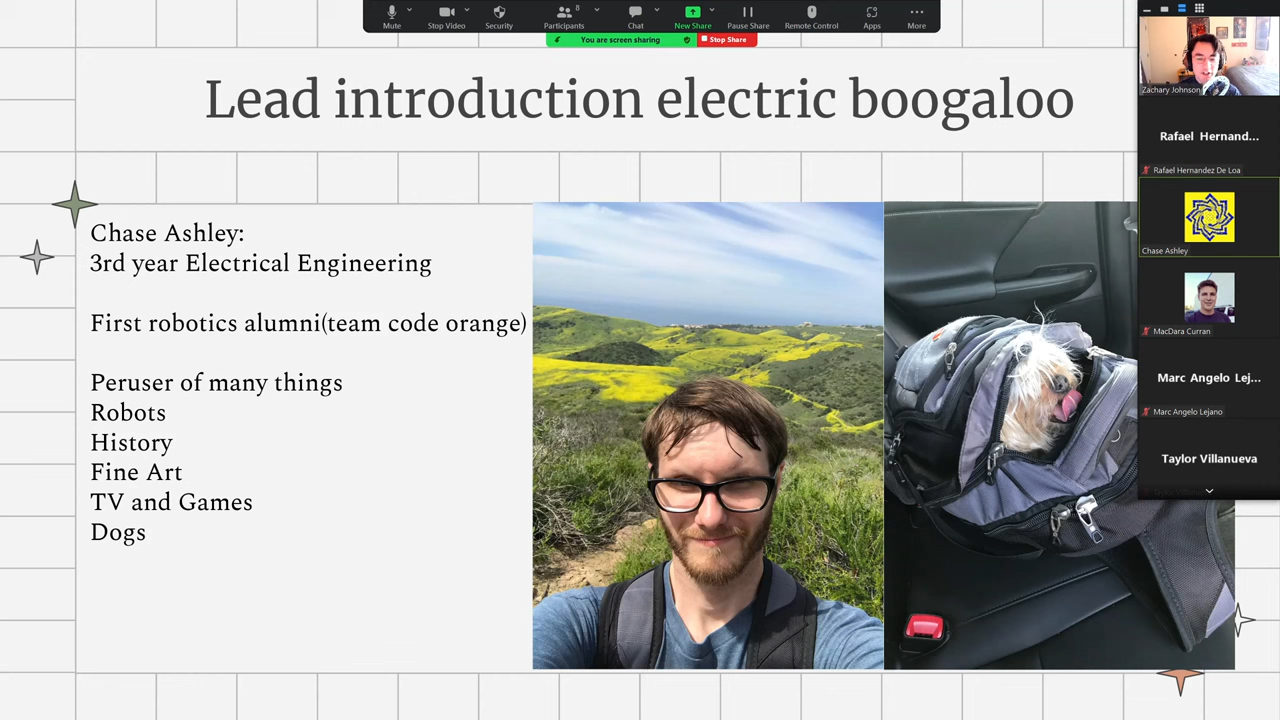 Mute
Stop Video
Security
Participants
8
Chat
New Share
Pause Share
Remote Control
Apps
More
You are screen sharing
Stop Share
Lead introduction electric boogaloo
Chase Ashley:
3rd year Electrical Engineering
First robotics alumni(team code orange)
Peruser of many things
Robots
History
Fine Art
TV and Games
Dogs
Zachary Johnson
Rafael Hernand...
Rafael Hernandez De Loa
Chase Ashley
MacDara Curran
Marc Angelo Lej...
Marc Angelo Lejano
Taylor Villanueva